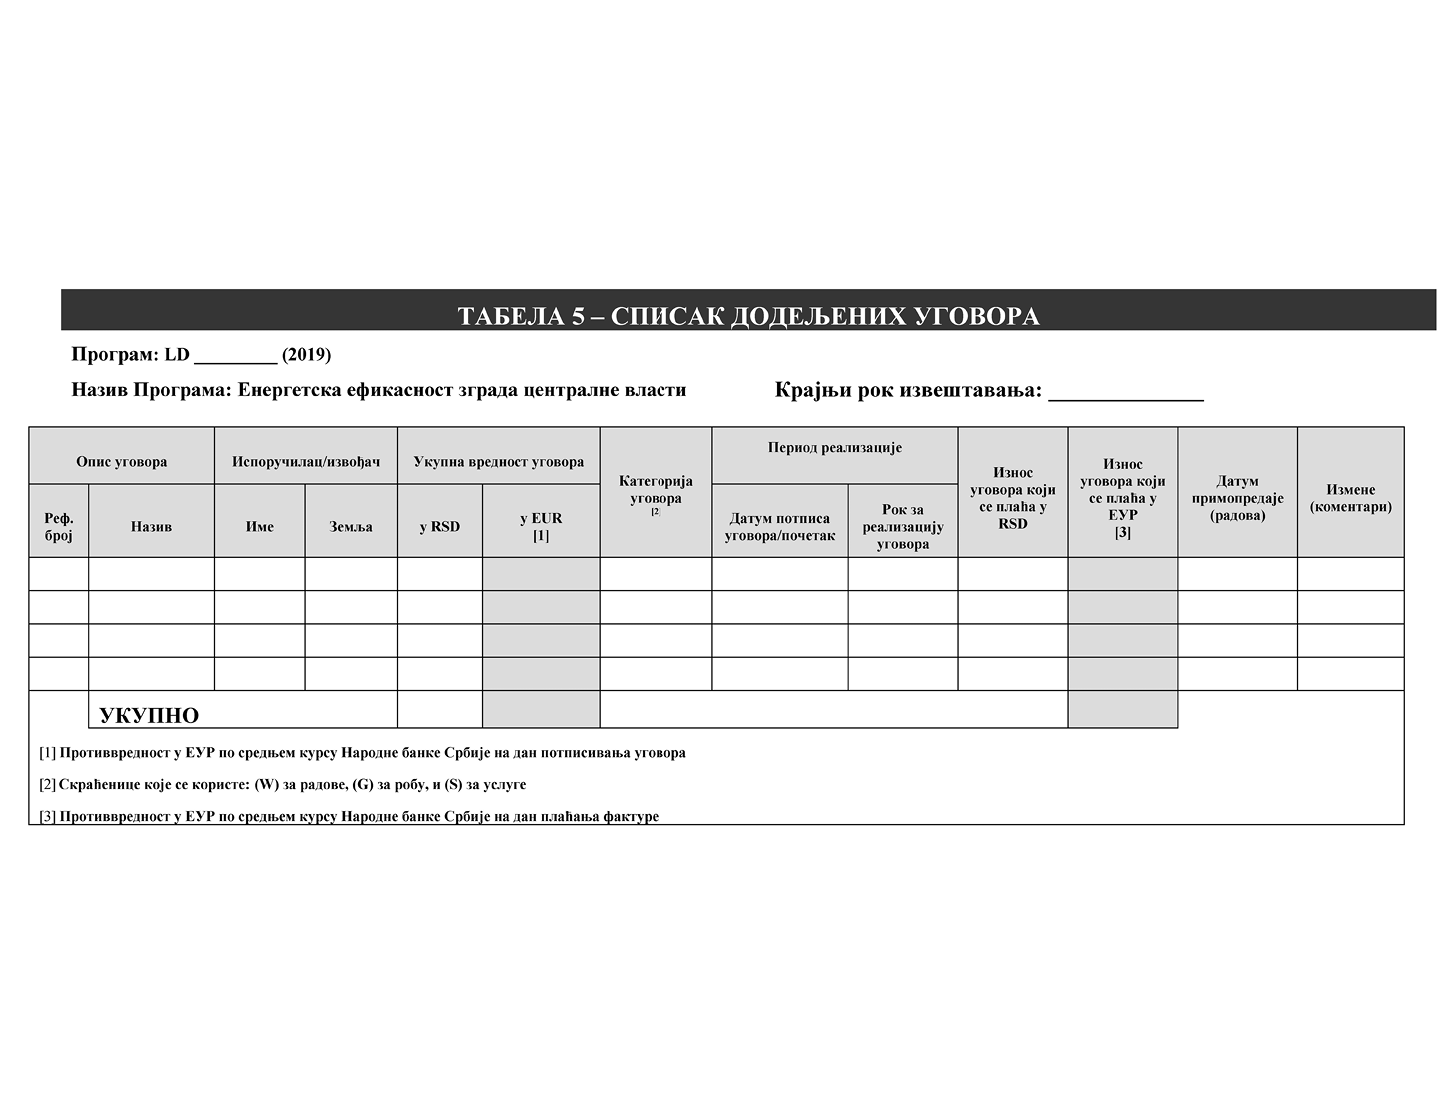 ТАБЕЛА 5 – СПИСАК ДОДЕЉЕНИХ УГОВОРА
Програм: LD _________ (2019)
Назив Програма: Енергетска ефикасност зграда централне власти
Крајњи рок извештавања: ______________
Опис уговора
Испоручилац/извођач
Укупна вредност уговора
Категорија
уговора
[2]
Период реализације
Износ
уговора који
се плаћа у
RSD
Износ
уговора који
се плаћа у
ЕУР
[3]
Датум
примопредаје
(радова)
Измене
(коментари)
Реф.
број
Назив
Име
Земља
у RSD
у EUR
[1]
Датум потписа
уговора/почетак
Рок за
реализацију
уговора
УКУПНО
[1] Противвредност у ЕУР по средњем курсу Народне банке Србије на дан потписивања уговора
[2] Скраћенице које се користе: (W) за радове, (G) за робу, и (S) за услуге
[3] Противвредност у ЕУР по средњем курсу Народне банке Србије на дан плаћања фактуре